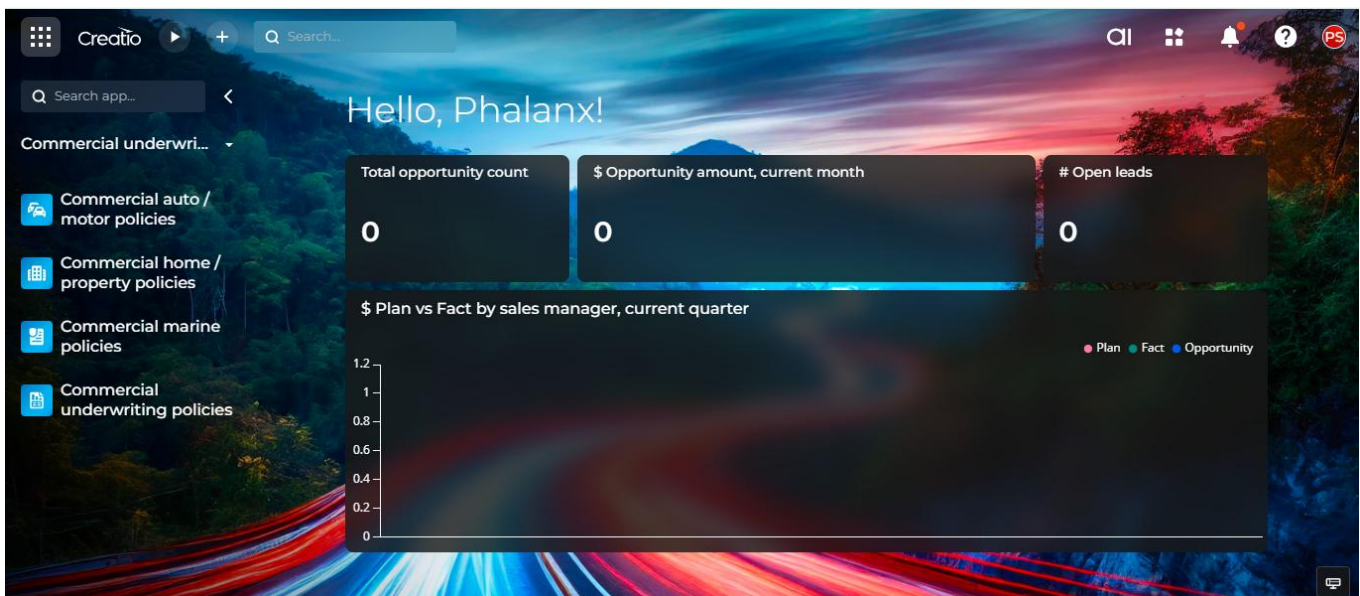 Creatio
Search...
aı
?
PS
Search app...
Commercial underwri...
Commercial auto /
motor policies
Commercial home /
property policies
Commercial marine
policies
Commercial
underwriting policies
Hello, Phalanx!
Total opportunity count
0
$ Opportunity amount, current month
0
# Open leads
0
$ Plan vs Fact by sales manager, current quarter
Plan Fact Opportunity
1.2
1
0.8
0.6
0.4
0.2
0